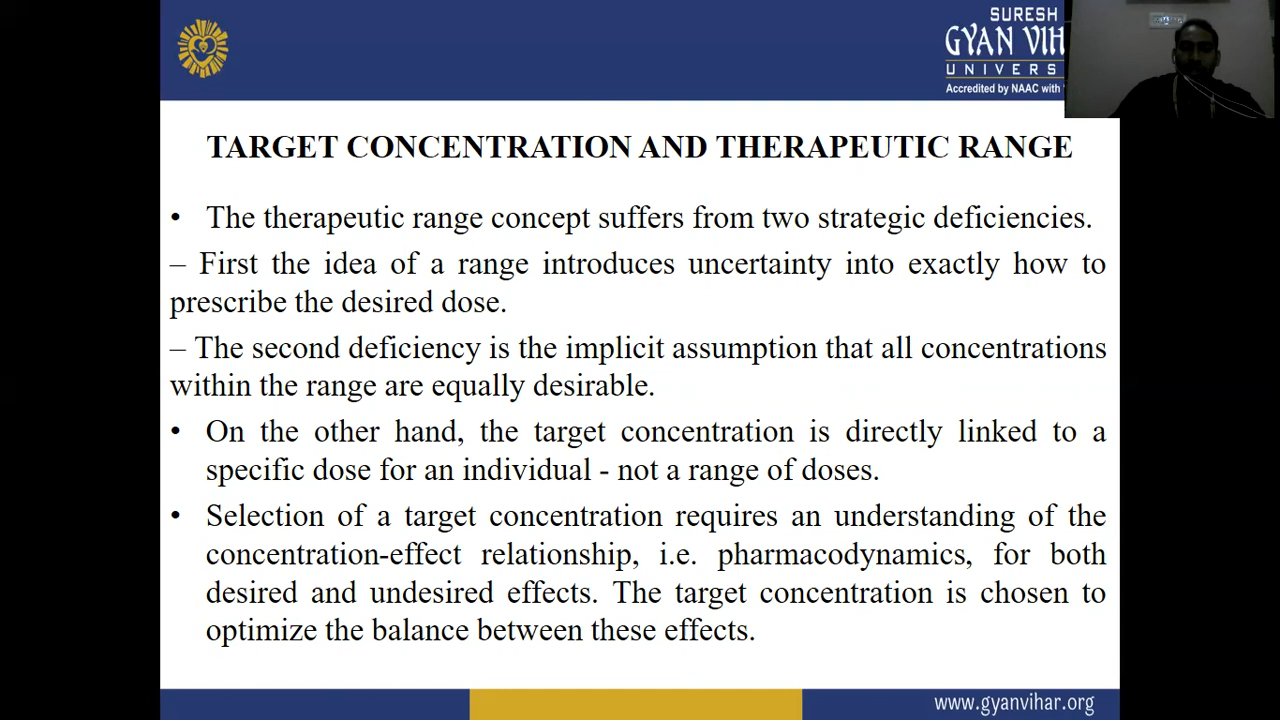 SURESH
GYAN VIH
UNIVERS
Accredited by NAAC with
TARGET CONCENTRATION AND THERAPEUTIC RANGE
• The therapeutic range concept suffers from two strategic deficiencies.
– First the idea of a range introduces uncertainty into exactly how to
prescribe the desired dose.
– The second deficiency is the implicit assumption that all concentrations
within the range are equally desirable.
• On the other hand, the target concentration is directly linked to a
specific dose for an individual - not a range of doses.
• Selection of a target concentration requires an understanding of the
concentration-effect relationship, i.e. pharmacodynamics, for both
desired and undesired effects. The target concentration is chosen to
optimize the balance between these effects.
www.gyanvihar.org